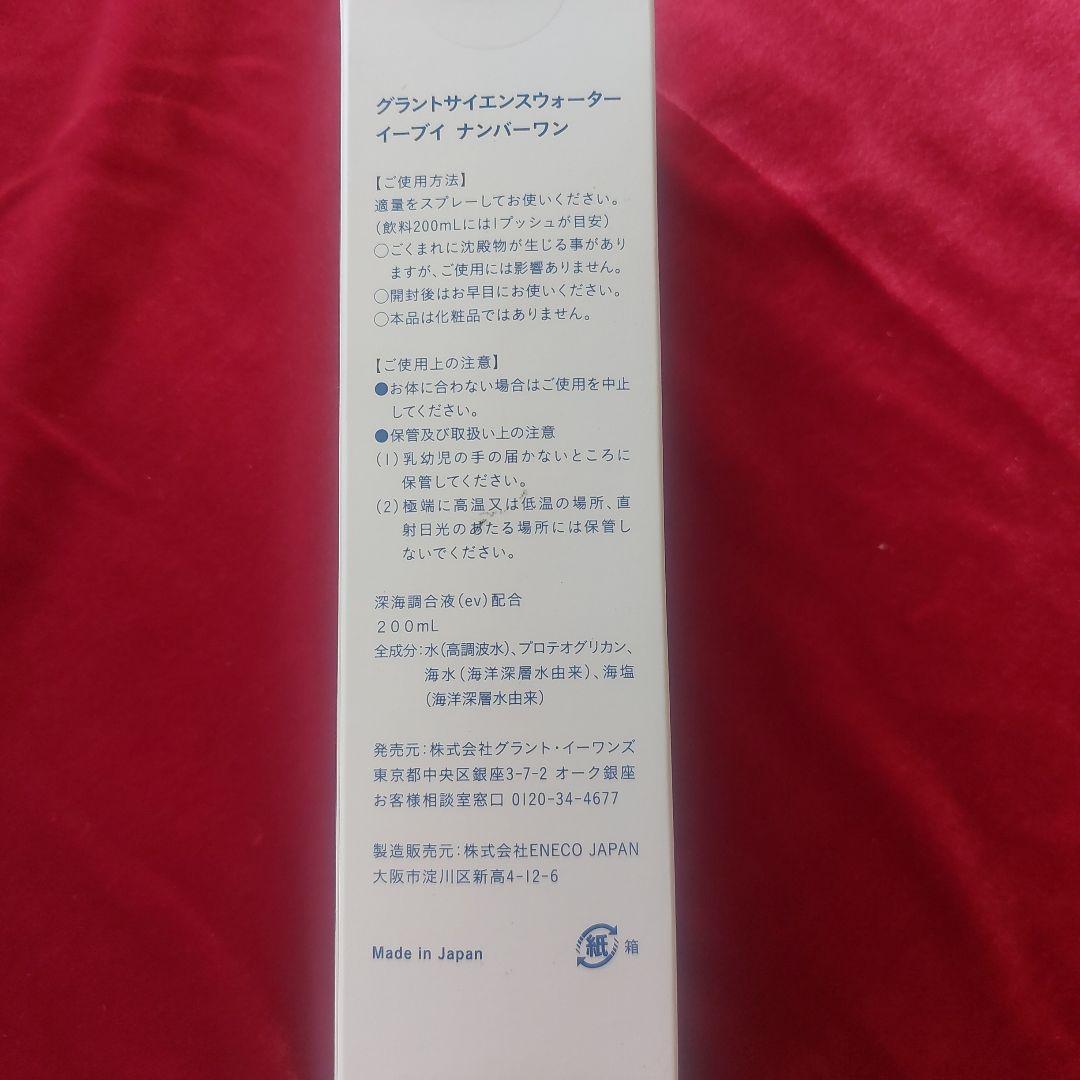 グラントサイエンスウォーター
イーブイ ナンバーワン
【ご使用方法】
適量をスプレーしてお使いください。
(飲料200mLには1プッシュが目安)
○ごくまれに沈殿物が生じる事があり
ますが、ご使用には影響ありません。
○開封後はお早目にお使いください。
○本品は化粧品ではありません。
【ご使用上の注意】
●お体に合わない場合はご使用を中止
してください。
●保管及び取扱い上の注意
(1)乳幼児の手の届かないところに
保管してください。
(2)極端に高温又は低温の場所、直
射日光のあたる場所には保管し
ないでください。
深海調合液(ev)配合
200mL
全成分:水(高調波水)、プロテオグリカン、
海水(海洋深層水由来)、海塩
(海洋深層水由来)
発売元:株式会社グラント・イーワンズ
東京都中央区銀座3-7-2 オーク銀座
お客様相談室窓口 0120-34-4677
製造販売元:株式会社ENECO JAPAN
大阪市淀川区新高4-12-6
Made in Japan
紙 箱